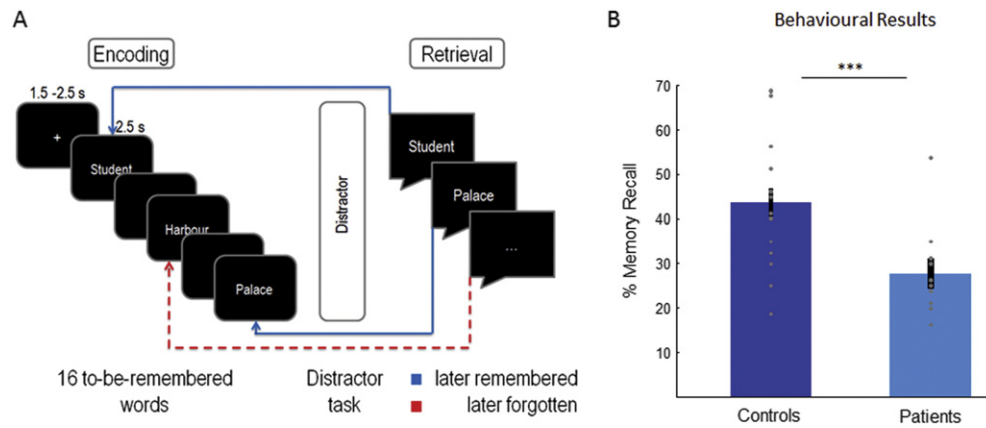 A
Encoding
Retrieval
1.5 -2.5 s
+
2.5 s
Student
Harbour
Palace
Distractor
Student
Palace
...
16 to-be-remembered
words
Distractor
task
later remembered
later forgotten
B
Behavioural Results
***
% Memory Recall
70
60
50
40
30
20
10
Controls
Patients